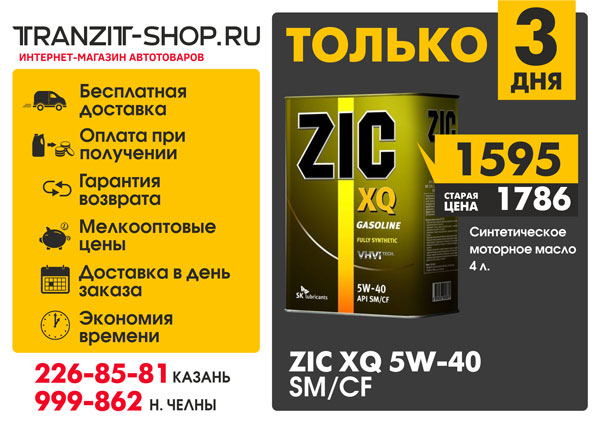 TRANZIT-SHOP.RU
ИНТЕРНЕТ-МАГАЗИН АВТОТОВАРОВ
Бесплатная
доставка
Оплата при
получении
Гарантия
возврата
Мелкооптовые
цены
Доставка в день
заказа
Экономия
времени
226-85-81 КАЗАНЬ
999-862 Н. ЧЕЛНЫ
ТОЛЬКО
3
ДНЯ
ZIC
XQ
GASOLINE
FULLY SYNTHETIC
VHVI TECH.
5W-40
API SM/CF
SK lubricants
1595
СТАРАЯ
ЦЕНА 1786
Синтетическое
моторное масло
4 л.
ZIC XQ 5W-40
SM/CF